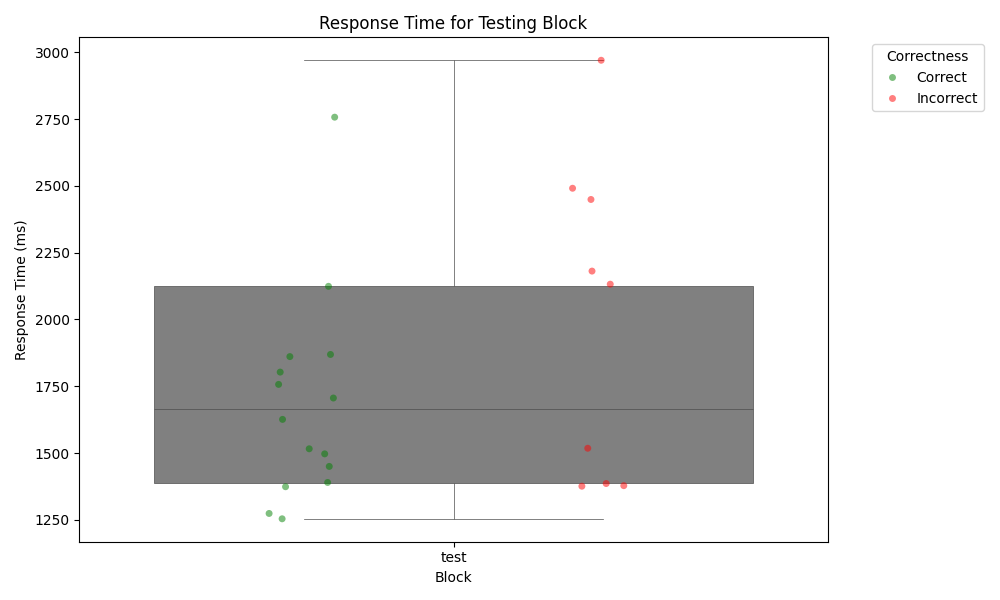 Response Time for Testing Block
Correctness
Correct
Incorrect
Response Time (ms)
3000
2750
2500
2250
2000
1750
1500
1250
test
Block